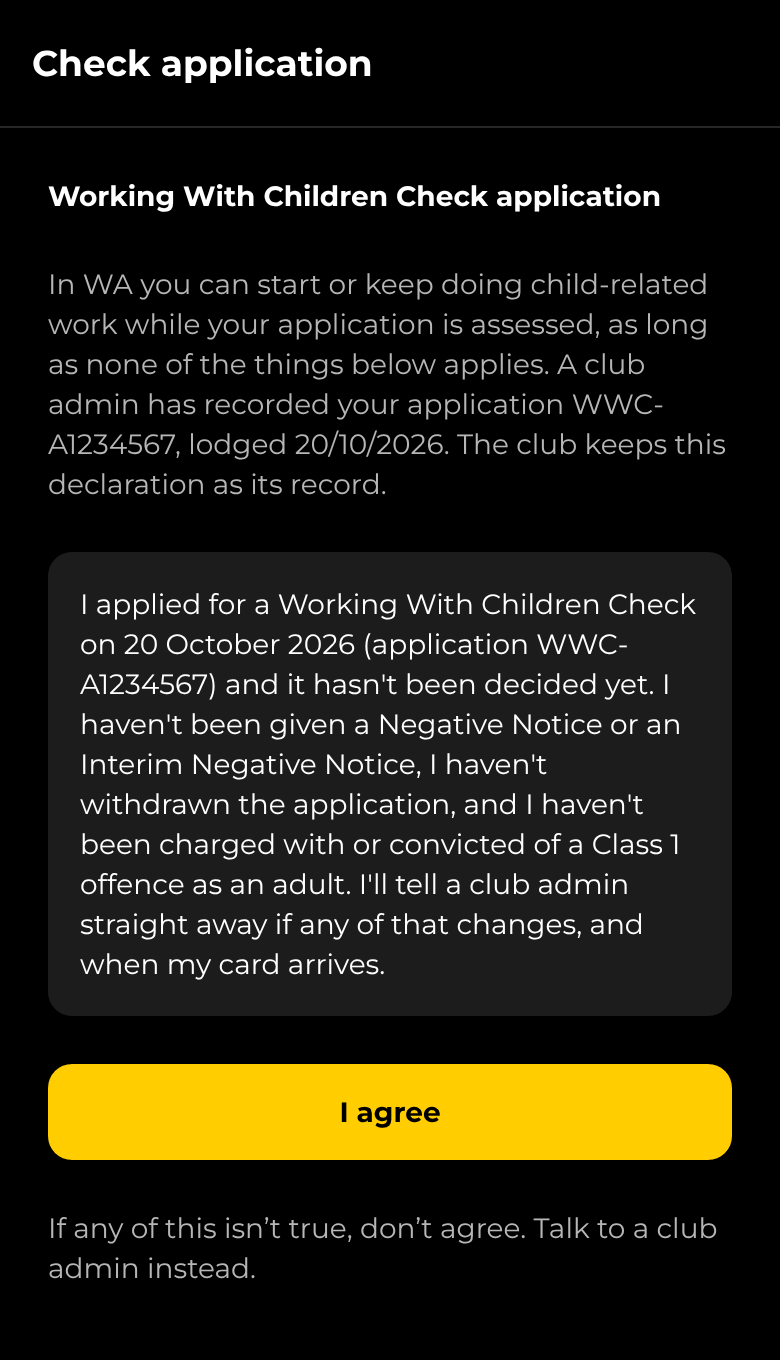 Check application
Working With Children Check application
In WA you can start or keep doing child-related
work while your application is assessed, as long
as none of the things below applies. A club
admin has recorded your application WWC-
A1234567, lodged 20/10/2026. The club keeps this
declaration as its record.
I applied for a Working With Children Check
on 20 October 2026 (application WWC-
A1234567) and it hasn't been decided yet. I
haven't been given a Negative Notice or an
Interim Negative Notice, I haven't
withdrawn the application, and I haven't
been charged with or convicted of a Class 1
offence as an adult. I'll tell a club admin
straight away if any of that changes, and
when my card arrives.
I agree
If any of this isn’t true, don’t agree. Talk to a club
admin instead.